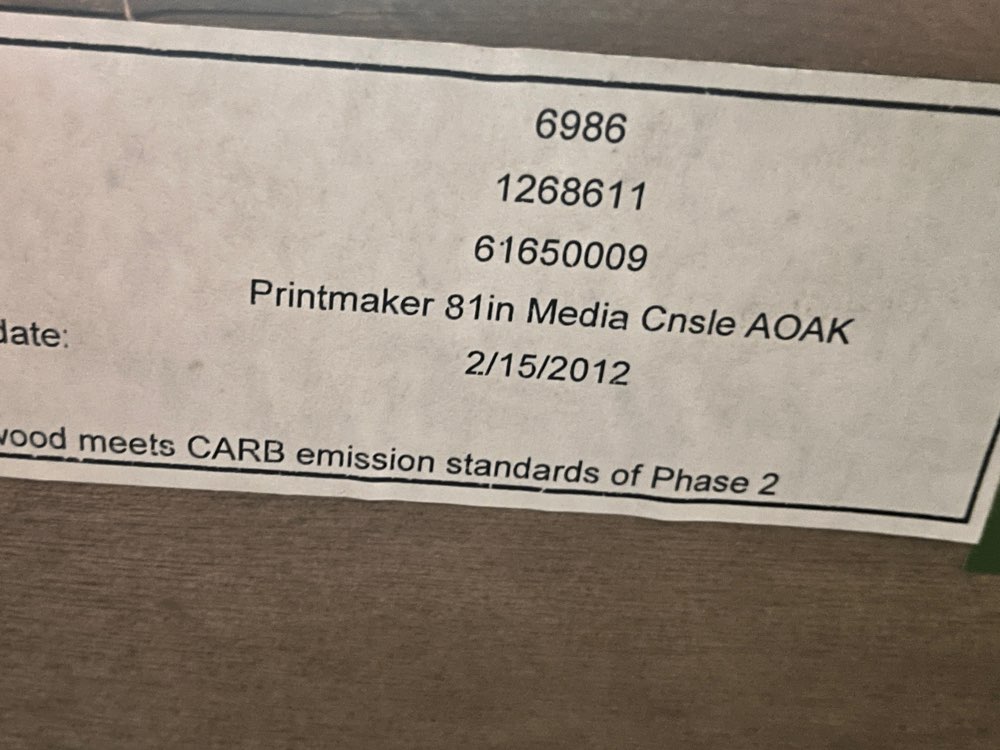 6986
1268611
61650009
Printmaker 81in Media Cnsle AOAK
date:
2/15/2012
wood meets CARB emission standards of Phase 2